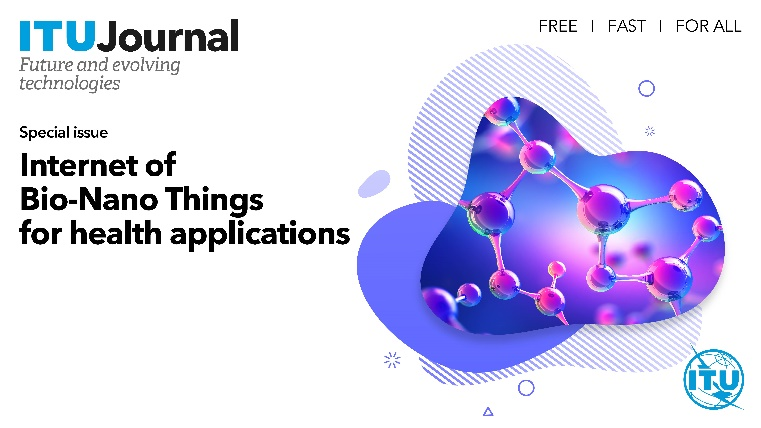 ITUJournal
Future and evolving
technologies
FREE | FAST | FOR ALL
Special issue
Internet of
Bio-Nano Things
for health applications
ITU